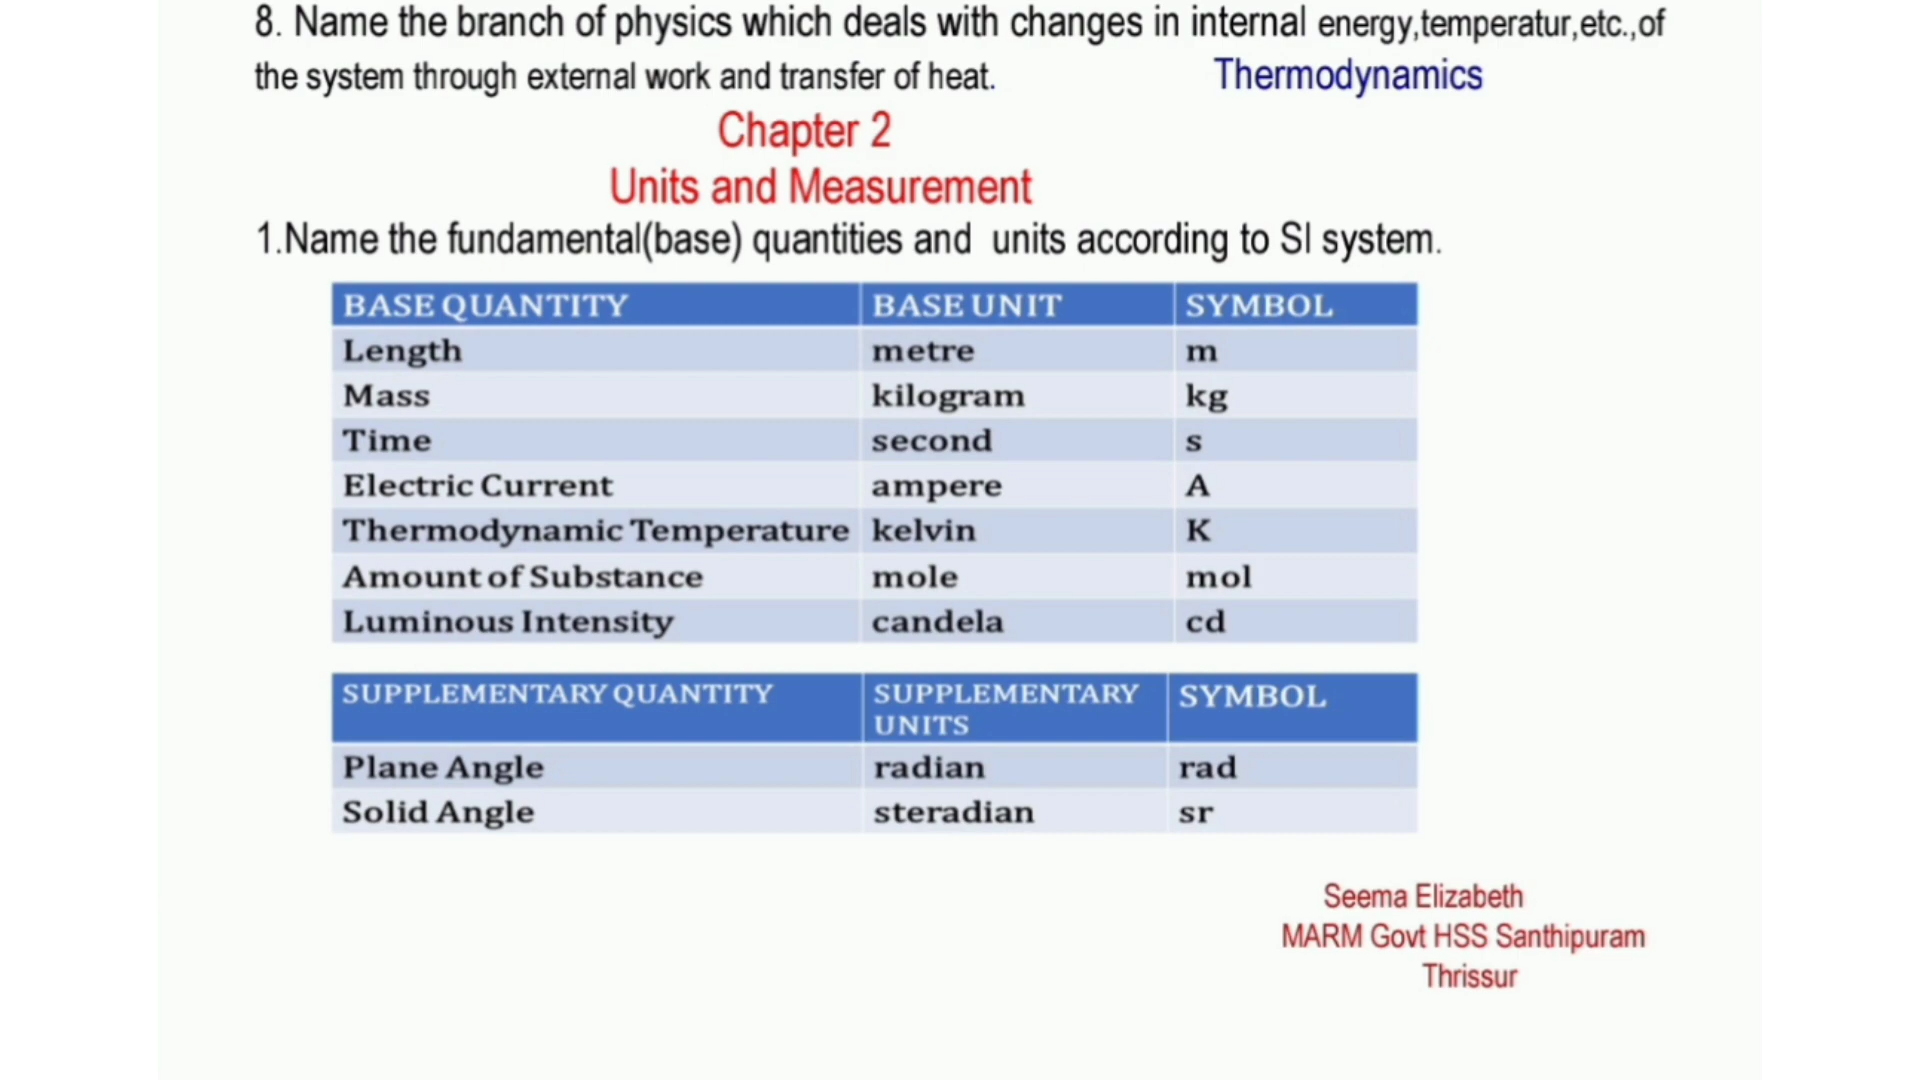 8. Name the branch of physics which deals with changes in internal energy,temperatur,etc.,of
the system through external work and transfer of heat. Thermodynamics
Chapter 2
Units and Measurement
1.Name the fundamental(base) quantities and units according to SI system.
BASE QUANTITY BASE UNIT SYMBOL
Length metre m
Mass kilogram kg
Time second s
Electric Current ampere A
Thermodynamic Temperature kelvin K
Amount of Substance mole mol
Luminous Intensity candela cd
SUPPLEMENTARY QUANTITY SUPPLEMENTARY UNITS SYMBOL
Plane Angle radian rad
Solid Angle steradian sr
Seema Elizabeth
MARM Govt HSS Santhipuram
Thrissur